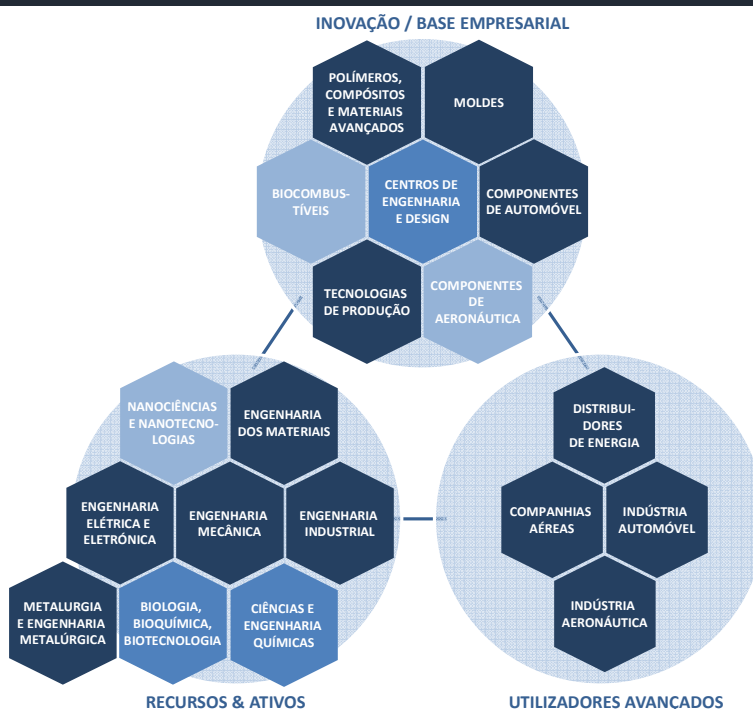 INOVAÇÃO / BASE EMPRESARIAL
POLÍMEROS,
COMPÓSITOS
E MATERIAIS
AVANÇADOS
MOLDES
BIOCOMBUS-
TÍVEIS
CENTROS DE
ENGENHARIA
E DESIGN
COMPONENTES
DE AUTOMÓVEL
TECNOLOGIAS
DE PRODUÇÃO
COMPONENTES
DE
AERONÁUTICA
NANOCIÊNCIAS
E NANOTECNO-
LOGIAS
ENGENHARIA
DOS MATERIAIS
ENGENHARIA
ELÉTRICA E
ELETRÓNICA
ENGENHARIA
MECÂNICA
ENGENHARIA
INDUSTRIAL
METALURGIA
E ENGENHARIA
METALÚRGICA
BIOLOGIA,
BIOQUÍMICA,
BIOTECNOLOGIA
CIÊNCIAS E
ENGENHARIA
QUÍMICAS
RECURSOS & ATIVOS
DISTRIBUI-
DORES
DE ENERGIA
COMPANHIAS
AÉREAS
INDÚSTRIA
AUTOMÓVEL
INDÚSTRIA
AERONÁUTICA
UTILIZADORES AVANÇADOS